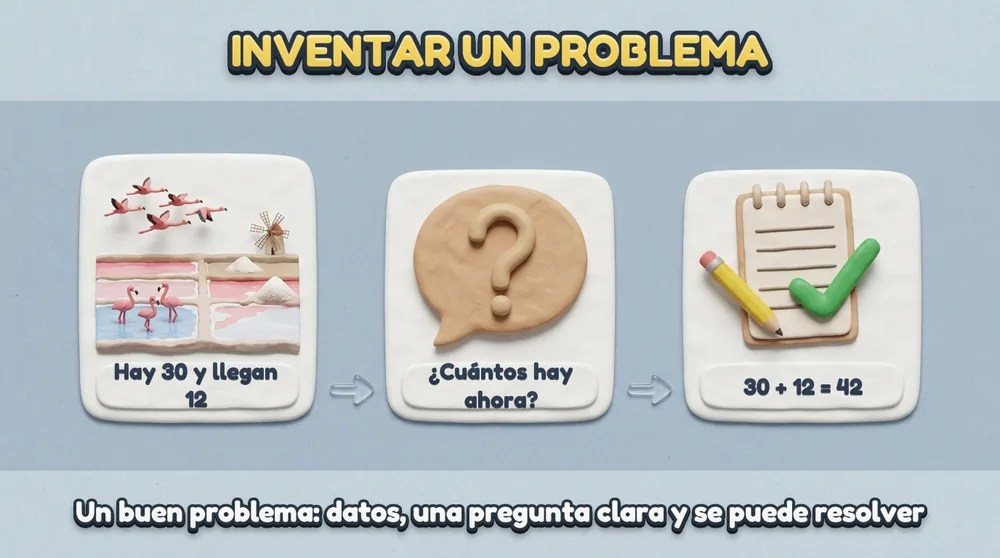 INVENTAR UN PROBLEMA
Hay 30 y llegan
12
¿Cuántos hay
ahora?
30 + 12 = 42
Un buen problema: datos, una pregunta clara y se puede resolver